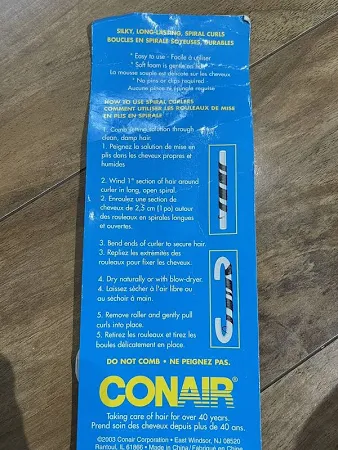 SILKY, LONG-LASTING, SPIRAL CURLS
BOUCLES EN SPIRALE SOYEUSES, DURABLES
* Easy to use - Facile à utiliser
* Soft foam is gentle on hair
La mousse souple est délicate sur les cheveux
* No pins or clips required -
Aucune pince ni épingle requise
HOW TO USE SPIRAL CURLERS
COMMENT UTILISER LES ROULEAUX DE MISE
EN PLIS EN SPIRALE
1. Comb setting solution through
clean, damp hair.
1. Peignez la solution de mise en
plis dans les cheveux propres et
humides
2. Wind 1" section of hair around
curler in long, open spiral.
2. Enroulez une section de
cheveux de 2,5 cm (1 po) autour
des rouleaux en spirales longues
et ouvertes.
3. Bend ends of curler to secure hair.
3. Repliez les extrémités des
rouleaux pour fixer les cheveux.
4. Dry naturally or with blow-dryer.
4. Laissez sécher à l'air libre ou
au séchoir à main.
5. Remove roller and gently pull
curls into place.
5. Retirez les rouleaux et tirez les
boucles délicatement en place.
DO NOT COMB • NE PEIGNEZ PAS.
CONAIR®
Taking care of hair for over 40 years.
Prend soin des cheveux depuis plus de 40 ans.
©2003 Conair Corporation • East Windsor, NJ 08520
Rantoul, IL 61866 • Made in China/Fabriqué en Chine